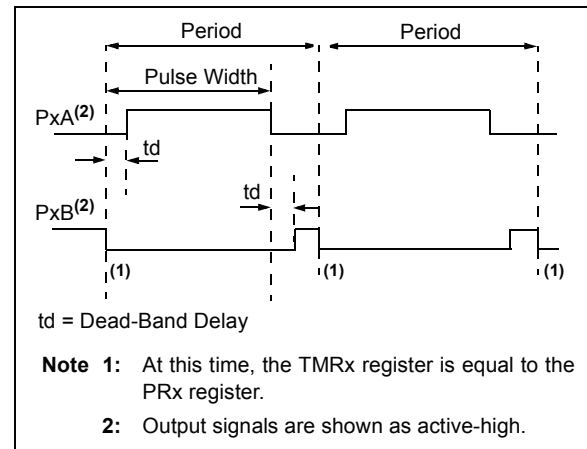 Period Period
Pulse Width
PxA(2)
td
td
PxB(2)
(1) (1) (1)
td = Dead-Band Delay
Note 1: At this time, the TMRx register is equal to the
PRx register.
2: Output signals are shown as active-high.